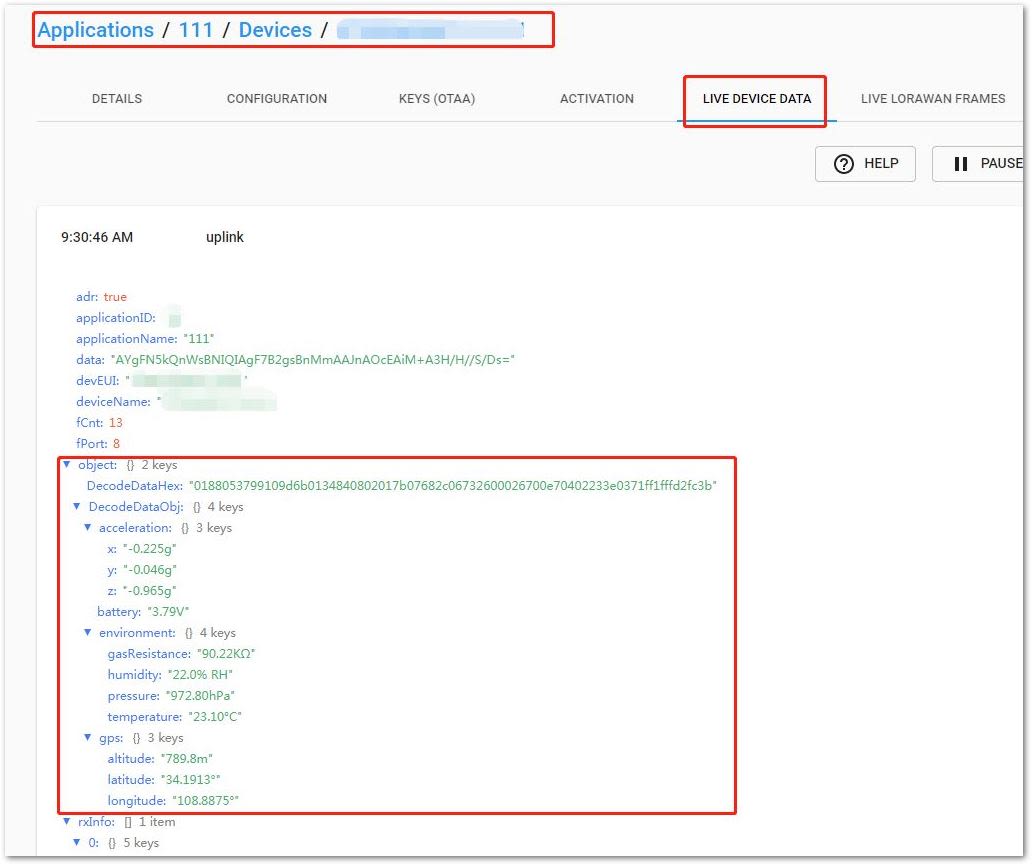 Applications / 111 / Devices /
DETAILS CONFIGURATION KEYS (OTAA) ACTIVATION LIVE DEVICE DATA LIVE LORAWAN FRAMES
HELP PAUSE
9:30:46 AM uplink
adr: true
applicationID:
applicationName: "111"
data: "AYgFN5kQnWsBNIQIAgF7B2gsBnMmAAJnAOcEAiM+A3H/H//S/Ds="
devEUI: "
deviceName: "
fCnt: 13
fPort: 8
object: {} 2 keys
DecodeDataHex: "0188053799109d6b0134840802017b07682c06732600026700e70402233e0371ff1fffd2fc3b"
DecodeDataObj: {} 4 keys
acceleration: {} 3 keys
x: "-0.225g"
y: "-0.046g"
z: "-0.965g"
battery: "3.79V"
environment: {} 4 keys
gasResistance: "90.22KΩ"
humidity: "22.0% RH"
pressure: "972.80hPa"
temperature: "23.10°C"
gps: {} 3 keys
altitude: "789.8m"
latitude: "34.1913°"
longitude: "108.8875°"
rxInfo: [] 1 item
0: {} 5 keys